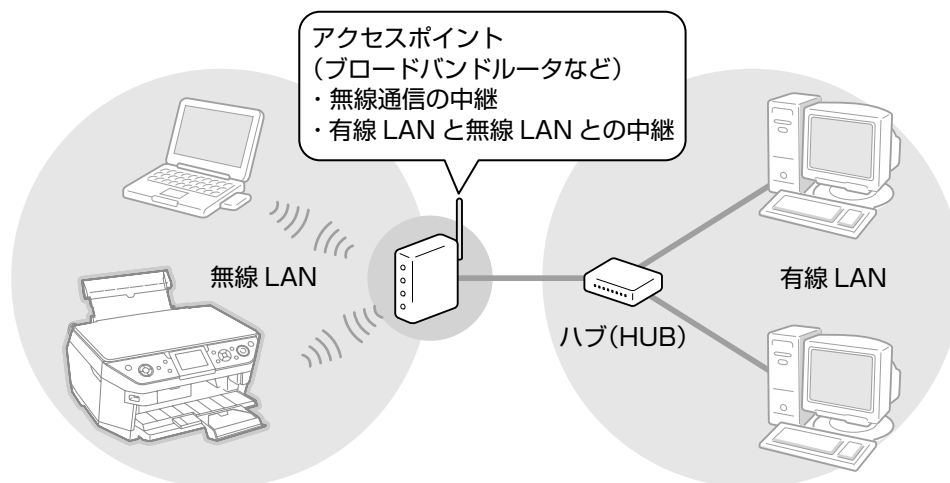 アクセスポイント
（ブロードバンドルータなど）
・無線通信の中継
・有線 LAN と無線 LAN との中継
無線 LAN
有線 LAN
ハブ（HUB）